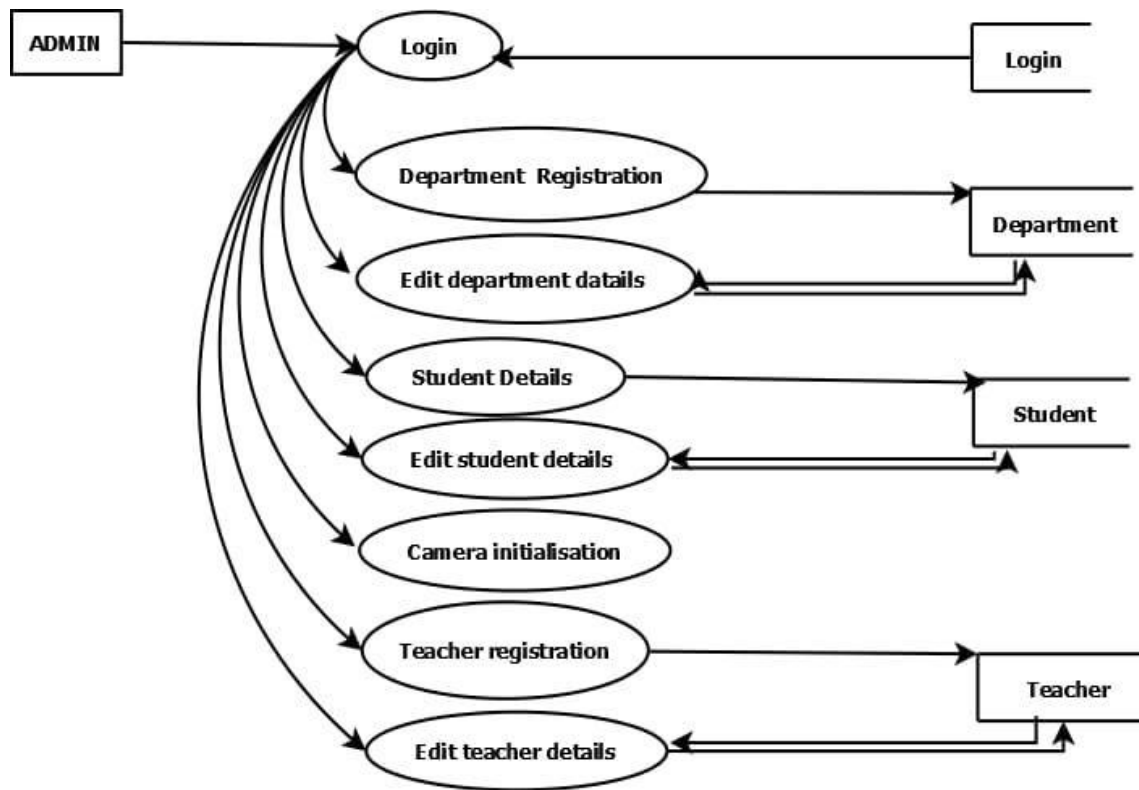 ADMIN
Login
Login
Department Registration
Department
Edit department datails
Student Details
Student
Edit student details
Camera initialisation
Teacher registration
Teacher
Edit teacher details